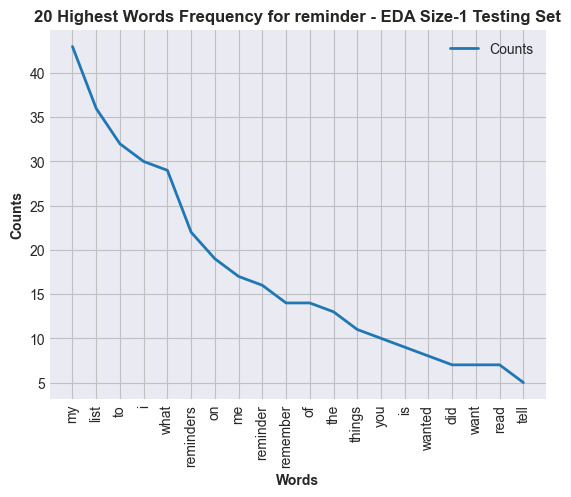 20 Highest Words Frequency for reminder - EDA Size-1 Testing Set
Counts
40
35
30
25
20
15
10
5
Counts
my
list
to
i
what
reminders
on
me
reminder
remember
of
the
things
you
is
wanted
did
want
read
tell
Words